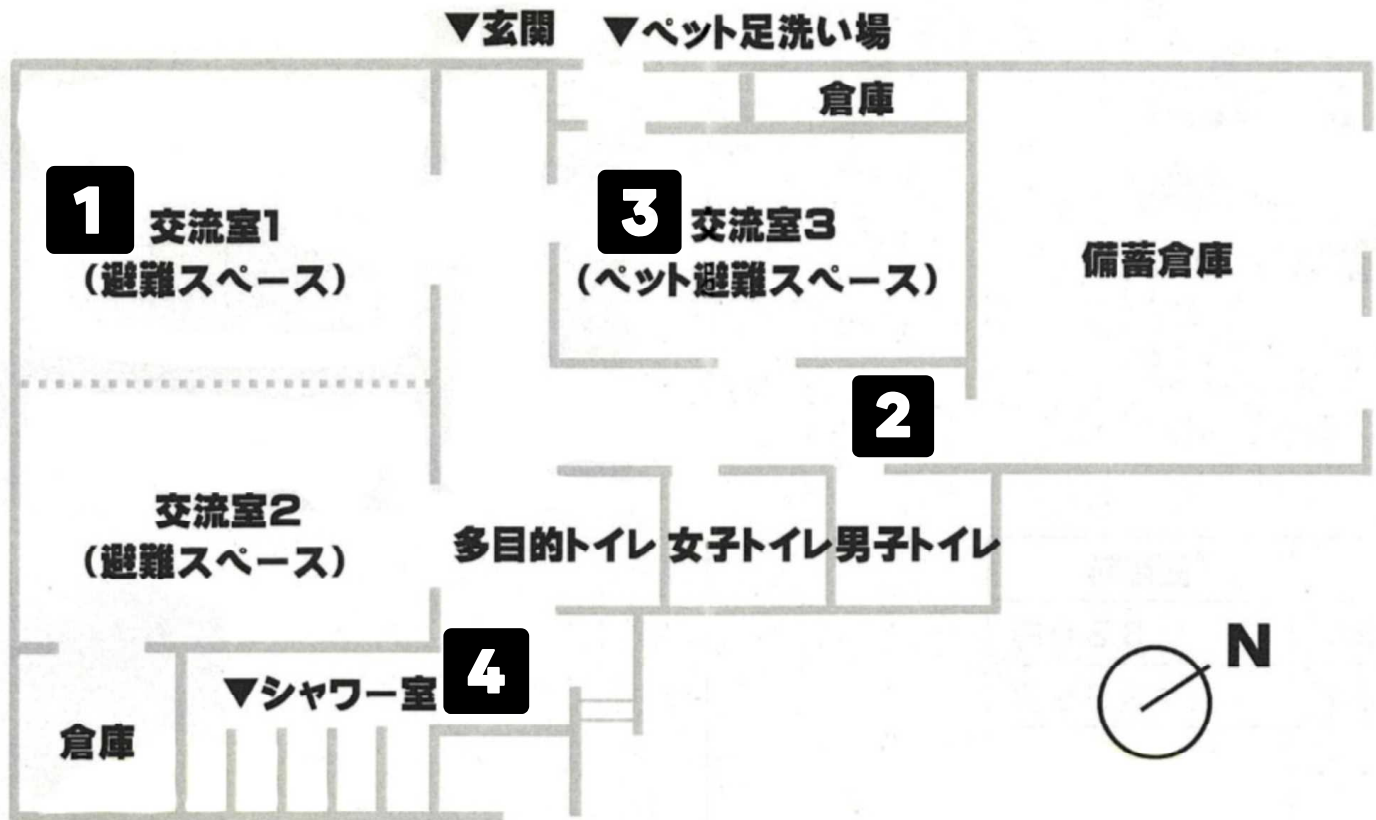 ▼玄関 ▼ペット足洗い場
倉庫
1 交流室1
(避難スペース)
3 交流室3
(ペット避難スペース)
備蓄倉庫
2
交流室2
(避難スペース)
多目的トイレ 女子トイレ 男子トイレ
4
▼シャワー室
倉庫
N